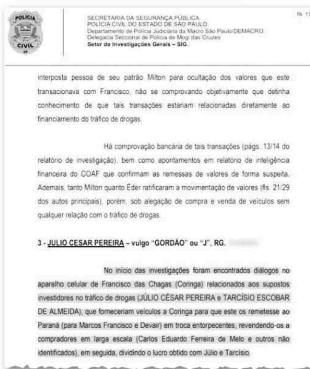 POLÍCIA
CIVIL
SECRETARIA DA SEGURANÇA PÚBLICA
POLÍCIA CIVIL DO ESTADO DE SÃO PAULO
Departamento de Polícia Judiciária da Macro São Paulo/DEMACRO
Delegacia Seccional de Polícia de Mogi das Cruzes
Setor de Investigações Gerais – SIG.
fls. 13
interposta pessoa de seu patrão Milton para ocultação dos valores que este
transacionava com Francisco, não se comprovando objetivamente que detinha
conhecimento de que tais transações estariam relacionadas diretamente ao
financiamento do tráfico de drogas.
Há comprovação bancária de tais transações (págs. 13/14 do
relatório de investigação), bem como apontamentos em relatório de inteligência
financeira do COAF que confirmam as remessas de valores de forma suspeita.
Ademais, tanto Milton quanto Éder ratificaram a movimentação de valores (fls. 21/29
dos autos principais), porém, sob alegação de compra e venda de veículos sem
qualquer relação com o tráfico de drogas.
3 - JULIO CESAR PEREIRA – vulgo "GORDÃO" ou "J", RG.
No início das investigações foram encontrados diálogos no
aparelho celular de Francisco das Chagas (Coringa) relacionados aos supostos
investidores no tráfico de drogas (JÚLIO CÉSAR PEREIRA e TARCÍSIO ESCOBAR
DE ALMEIDA), que forneceriam veículos a Coringa para que este os remetesse ao
Paraná (para Marcos Francisco e Devair) em troca entorpecentes, revendendo-os a
compradores em larga escala (Carlos Eduardo Ferreira de Melo e outros não
identificados), em seguida, dividindo o lucro obtido com Júlio e Tarcísio.